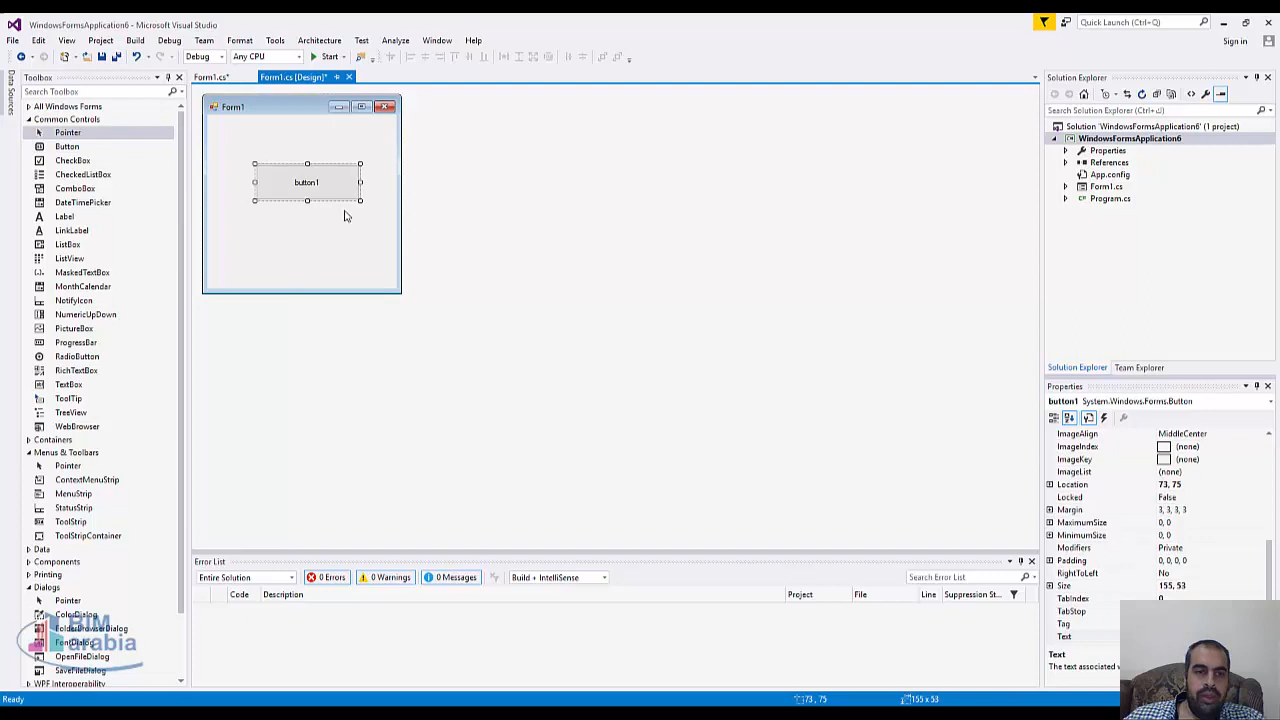 WindowsFormsApplication6 - Microsoft Visual Studio
Quick Launch (Ctrl+Q)
File Edit View Project Build Debug Team Format Tools Architecture Test Analyze Window Help
Sign in
Debug Any CPU Start
Data Sources
Toolbox
Search Toolbox
All Windows Forms
Common Controls
Pointer
Button
CheckBox
CheckedListBox
ComboBox
DateTimePicker
Label
LinkLabel
ListBox
ListView
MaskedTextBox
MonthCalendar
NotifyIcon
NumericUpDown
PictureBox
ProgressBar
RadioButton
RichTextBox
TextBox
ToolTip
TreeView
WebBrowser
Containers
Menus & Toolbars
Pointer
ContextMenuStrip
MenuStrip
StatusStrip
ToolStrip
ToolStripContainer
Data
Components
Printing
Dialogs
Pointer
ColorDialog
FolderBrowserDialog
FontDialog
OpenFileDialog
SaveFileDialog
WPF Interoperability
BIM
arabia
Form1.cs* Form1.cs [Design]*
Form1
button1
Error List
Entire Solution 0 Errors 0 Warnings 0 Messages Build + IntelliSense Search Error List
Code Description Project File Line Suppression St...
Solution Explorer
Search Solution Explorer (Ctrl+;)
Solution 'WindowsFormsApplication6' (1 project)
WindowsFormsApplication6
Properties
References
App.config
Form1.cs
C# Program.cs
Solution Explorer Team Explorer
Properties
button1 System.Windows.Forms.Button
ImageAlign MiddleCenter
ImageIndex (none)
ImageKey (none)
ImageList (none)
Location 73, 75
Locked False
Margin 3, 3, 3, 3
MaximumSize 0, 0
MinimumSize 0, 0
Modifiers Private
Padding 0, 0, 0, 0
RightToLeft No
Size 155, 53
TabIndex 0
TabStop
Tag
Text
Text
The text associated
Ready 73 , 75 155 x 53